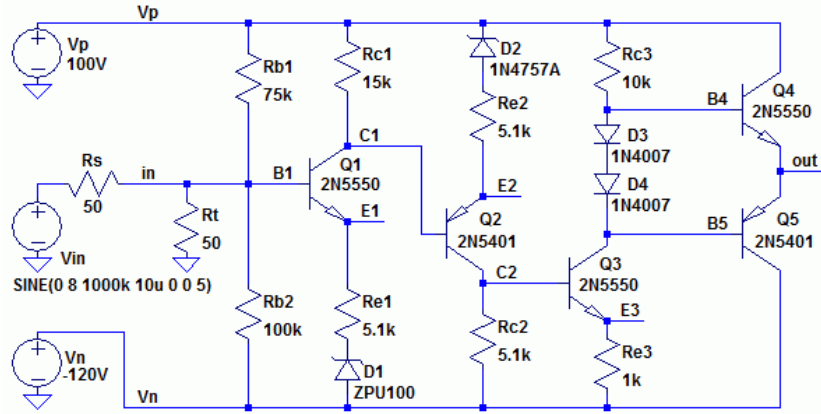 Vp
Vp
100V
Rb1
75k
Rc1
15k
D2
1N4757A
Re2
5.1k
Rc3
10k
B4
Q4
2N5550
D3
1N4007
D4
1N4007
out
C1
Rs
50
in
B1
Q1
2N5550
E1
Rt
50
Vin
SINE(0 8 1000k 10u 0 0 5)
E2
Q2
2N5401
B5
Q5
2N5401
C2
Q3
2N5550
E3
Rb2
100k
Re1
5.1k
Rc2
5.1k
Re3
1k
D1
ZPU100
Vn
-120V
Vn